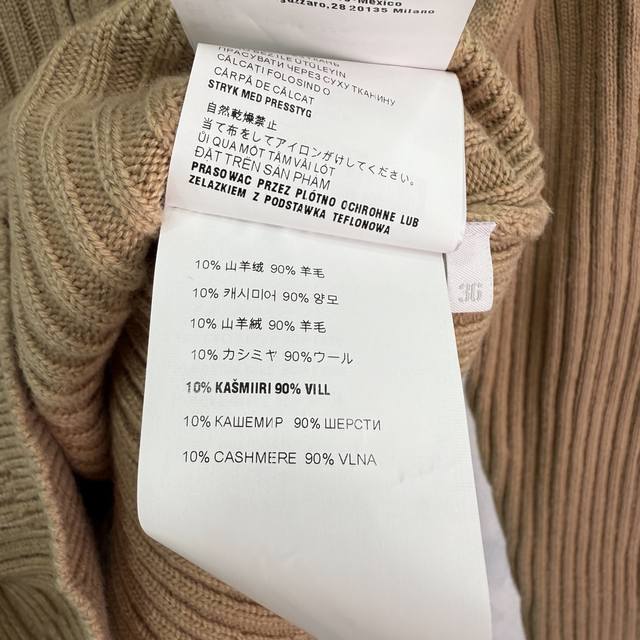 Mexico
,28 20135 Milano
ÜTÜLEYİN
ПРАСУВАТИ ЧЕРЕЗ СУХУ ТКАНИНУ
CĂLCAȚI FOLOSIND O
CÂRPĂ DE CĂLCAT
STRYK MED PRESSTYG
自然乾燥禁止
当て布をしてアイロンがけしてください。
ỦI QUA MỘT TẤM VẢI LÓT
ĐẶT TRÊN SẢN PHẨM
PRASOWAĆ PRZEZ PŁÓTNO OCHRONNE LUB
ŻELAZKIEM Z PODSTAWKĄ TEFLONOWĄ
36
10% 山羊绒 90% 羊毛
10% 캐시미어 90% 양모
10% 山羊絨 90% 羊毛
10% カシミヤ 90%ウール
10% KAŠMIIRI 90% VILL
10% КАШЕМИР 90% ШЕРСТИ
10% CASHMERE 90% VLNA